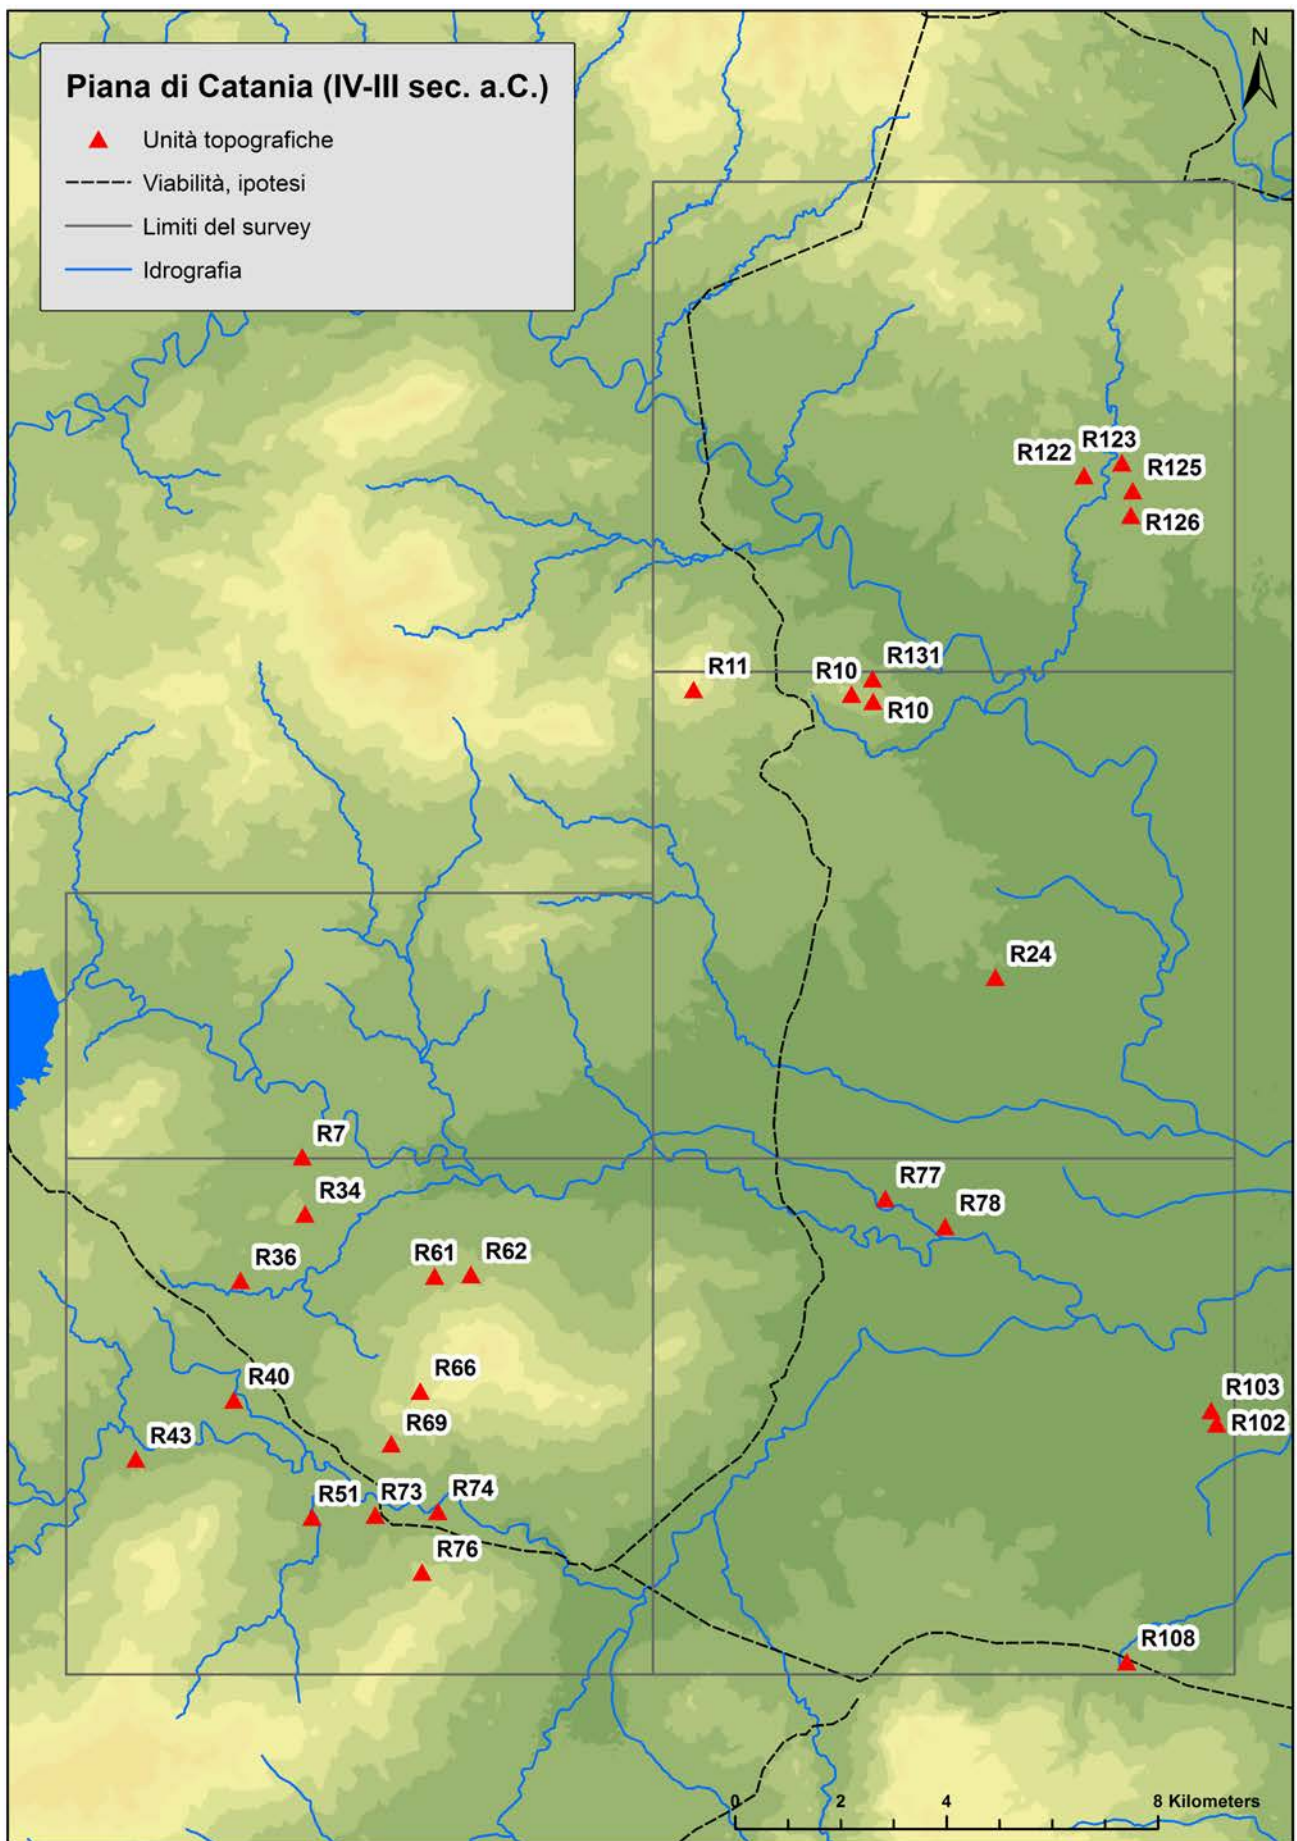 Piana di Catania (IV-III sec. a.C.)
Unità topografiche
Viabilità, ipotesi
Limiti del survey
Idrografia
N
R123
R122
R125
R126
R131
R11
R10
R10
R24
R7
R77
R34
R78
R36
R61
R62
R66
R40
R103
R102
R69
R43
R51
R73
R74
R76
R108
0 2 4 8 Kilometers